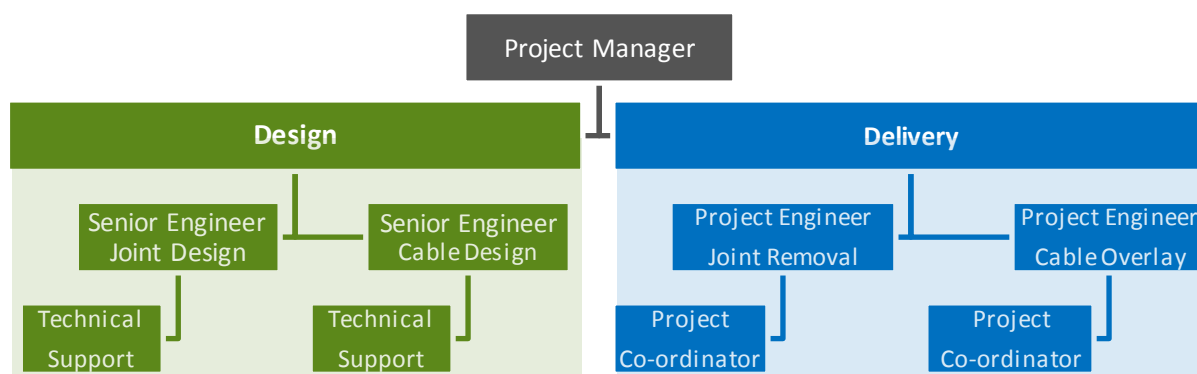 Project Manager
Design
Delivery
Senior Engineer
Joint Design
Senior Engineer
Cable Design
Project Engineer
Joint Removal
Project Engineer
Cable Overlay
Technical
Support
Technical
Support
Project
Co-ordinator
Project
Co-ordinator